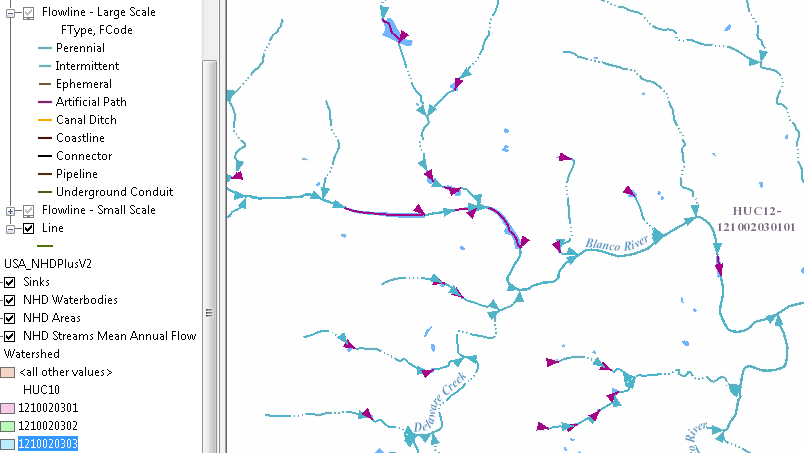 Flowline - Large Scale
FType, FCode
Perennial
Intermittent
Ephemeral
Artificial Path
Canal Ditch
Coastline
Connector
Pipeline
Underground Conduit
Flowline - Small Scale
Line
USA_NHDPlusV2
Sinks
NHD Waterbodies
NHD Areas
NHD Streams Mean Annual Flow
Watershed
<all other values>
HUC10
1210020301
1210020302
1210020303
HUC12-
121002030101
Blanco River
Delaware Creek
River